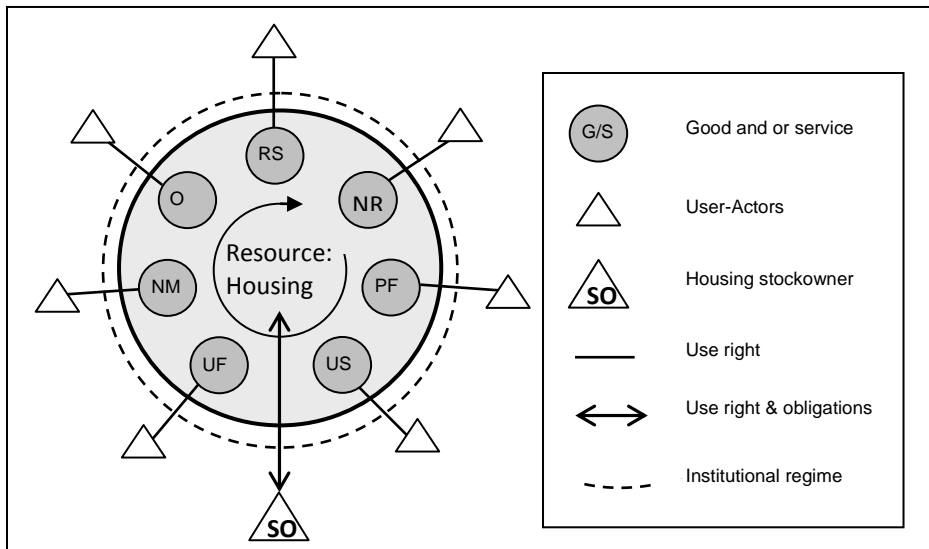 RS
O
NR
Resource:
Housing
NM
PF
UF
US
SO
G/S
Good and or service
User-Actors
SO
Housing stockowner
Use right
Use right & obligations
Institutional regime